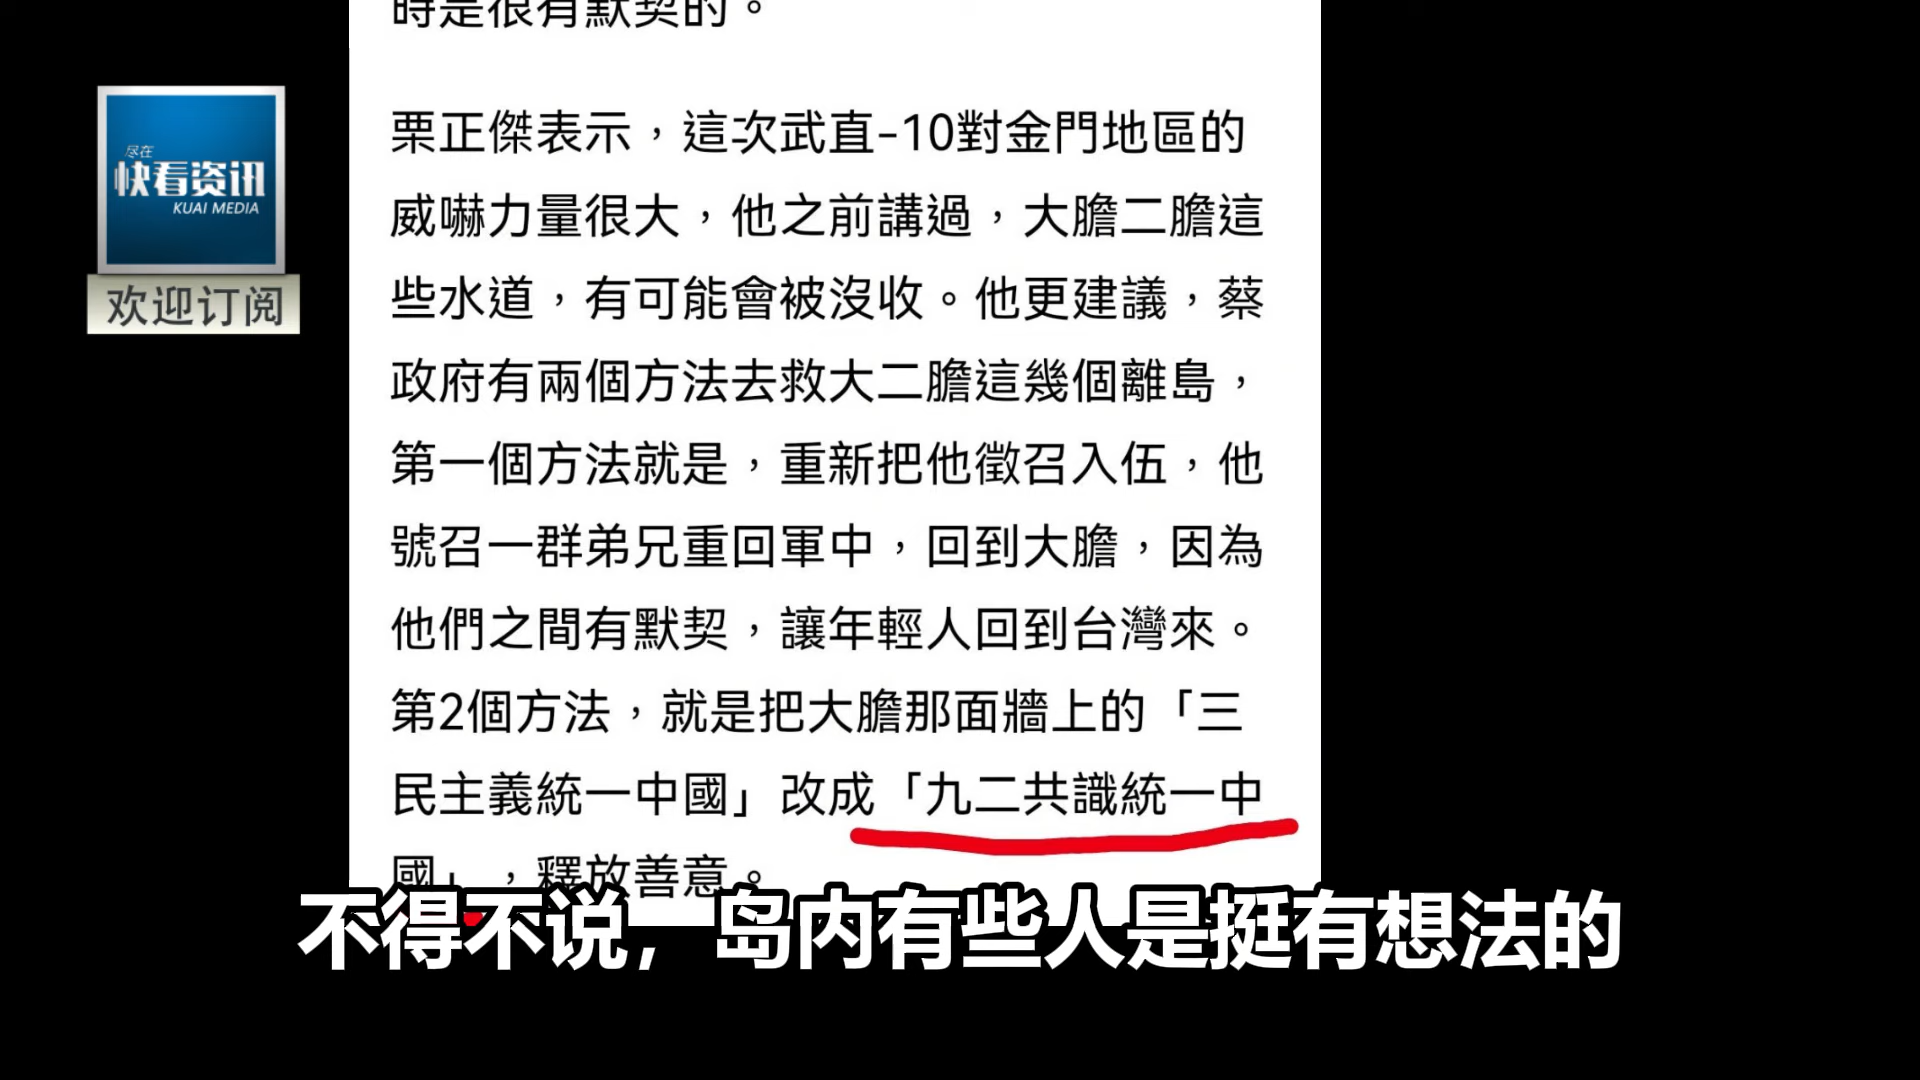 時是很有默契的。
尽在
快看资讯
KUAI MEDIA
欢迎订阅
栗正傑表示，這次武直-10對金門地區的
威嚇力量很大，他之前講過，大膽二膽這
些水道，有可能會被沒收。他更建議，蔡
政府有兩個方法去救大二膽這幾個離島，
第一個方法就是，重新把他徵召入伍，他
號召一群弟兄重回軍中，回到大膽，因為
他們之間有默契，讓年輕人回到台灣來。
第2個方法，就是把大膽那面牆上的「三
民主義統一中國」改成「九二共識統一中
國」，釋放善意。
不得不说，岛内有些人是挺有想法的